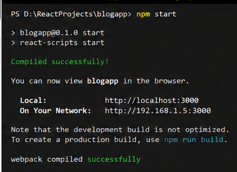 PS D:\ReactProjects\blogapp> npm start
> blogapp@0.1.0 start
> react-scripts start
Compiled successfully!
You can now view blogapp in the browser.
Local: http://localhost:3000
On Your Network: http://192.168.1.5:3000
Note that the development build is not optimized.
To create a production build, use npm run build.
webpack compiled successfully